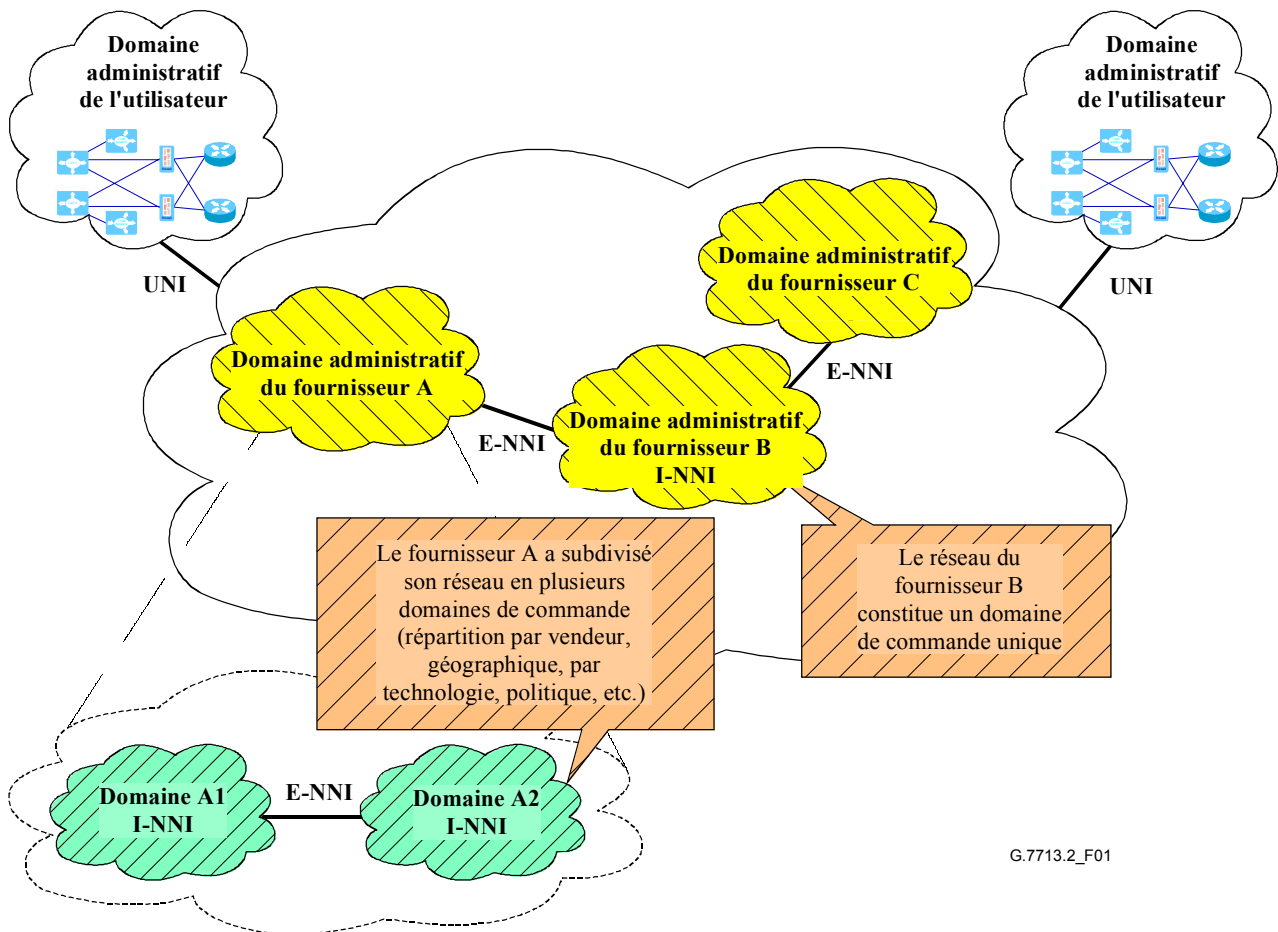 Domaine
administratif
de l'utilisateur
Domaine
administratif
de l'utilisateur
UNI
UNI
Domaine administratif
du fournisseur C
Domaine administratif
du fournisseur A
E-NNI
E-NNI
Domaine administratif
du fournisseur B
I-NNI
Le fournisseur A a subdivisé
son réseau en plusieurs
domaines de commande
(répartition par vendeur,
géographique, par
technologie, politique, etc.)
Le réseau du
fournisseur B
constitue un domaine
de commande unique
Domaine A1
I-NNI
E-NNI
Domaine A2
I-NNI
G.7713.2_F01